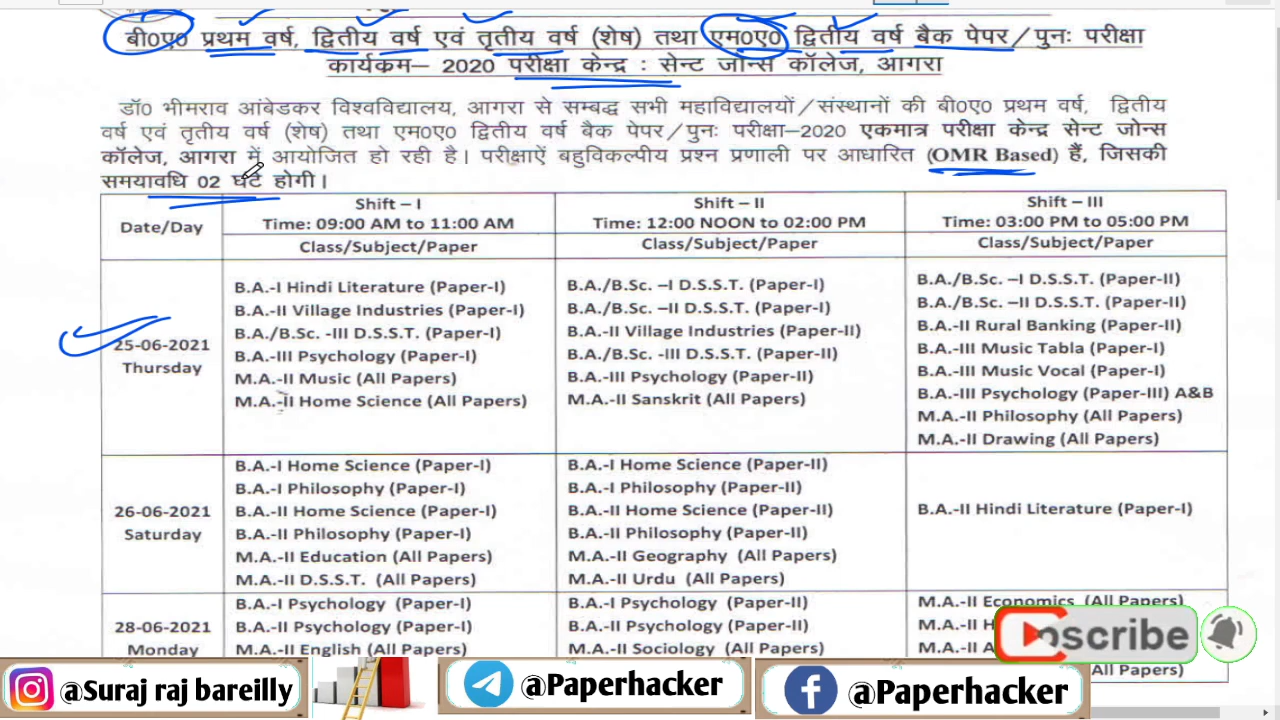 बी0ए0 प्रथम वर्ष, द्वितीय वर्ष एवं तृतीय वर्ष (शेष) तथा एम0ए0 द्वितीय वर्ष बैक पेपर/पुनः परीक्षा
कार्यक्रम– 2020 परीक्षा केन्द्र : सेन्ट जोन्स कॉलेज, आगरा
डॉ0 भीमराव आंबेडकर विश्वविद्यालय, आगरा से सम्बद्ध सभी महाविद्यालयों/संस्थानों की बी0ए0 प्रथम वर्ष, द्वितीय
वर्ष एवं तृतीय वर्ष (शेष) तथा एम0ए0 द्वितीय वर्ष बैक पेपर/पुनः परीक्षा–2020 एकमात्र परीक्षा केन्द्र सेन्ट जोन्स
कॉलेज, आगरा में आयोजित हो रही है। परीक्षाऐं बहुविकल्पीय प्रश्न प्रणाली पर आधारित (OMR Based) हैं, जिसकी
समयावधि 02 घंटे होगी।
Date/Day
Shift – I
Time: 09:00 AM to 11:00 AM
Class/Subject/Paper
Shift – II
Time: 12:00 NOON to 02:00 PM
Class/Subject/Paper
Shift – III
Time: 03:00 PM to 05:00 PM
Class/Subject/Paper
25-06-2021
Thursday
B.A.-I Hindi Literature (Paper-I)
B.A.-II Village Industries (Paper-I)
B.A./B.Sc. -III D.S.S.T. (Paper-I)
B.A.-III Psychology (Paper-I)
M.A.-II Music (All Papers)
M.A.-II Home Science (All Papers)
B.A./B.Sc. –I D.S.S.T. (Paper-I)
B.A./B.Sc. –II D.S.S.T. (Paper-I)
B.A.-II Village Industries (Paper-II)
B.A./B.Sc. -III D.S.S.T. (Paper-II)
B.A.-III Psychology (Paper-II)
M.A.-II Sanskrit (All Papers)
B.A./B.Sc. –I D.S.S.T. (Paper-II)
B.A./B.Sc. –II D.S.S.T. (Paper-II)
B.A.-II Rural Banking (Paper-II)
B.A.-III Music Tabla (Paper-I)
B.A.-III Music Vocal (Paper-I)
B.A.-III Psychology (Paper-III) A&B
M.A.-II Philosophy (All Papers)
M.A.-II Drawing (All Papers)
26-06-2021
Saturday
B.A.-I Home Science (Paper-I)
B.A.-I Philosophy (Paper-I)
B.A.-II Home Science (Paper-I)
B.A.-II Philosophy (Paper-I)
M.A.-II Education (All Papers)
M.A.-II D.S.S.T. (All Papers)
B.A.-I Home Science (Paper-II)
B.A.-I Philosophy (Paper-II)
B.A.-II Home Science (Paper-II)
B.A.-II Philosophy (Paper-II)
M.A.-II Geography (All Papers)
M.A.-II Urdu (All Papers)
B.A.-II Hindi Literature (Paper-I)
28-06-2021
Monday
B.A.-I Psychology (Paper-I)
B.A.-II Psychology (Paper-I)
M.A.-II English (All Papers)
B.A.-I Psychology (Paper-II)
B.A.-II Psychology (Paper-II)
M.A.-II Sociology (All Papers)
M.A.-II Economics (All Papers)
M.A.-II
M.A.-II
(All Papers)
@Suraj raj bareilly
@Paperhacker
@Paperhacker